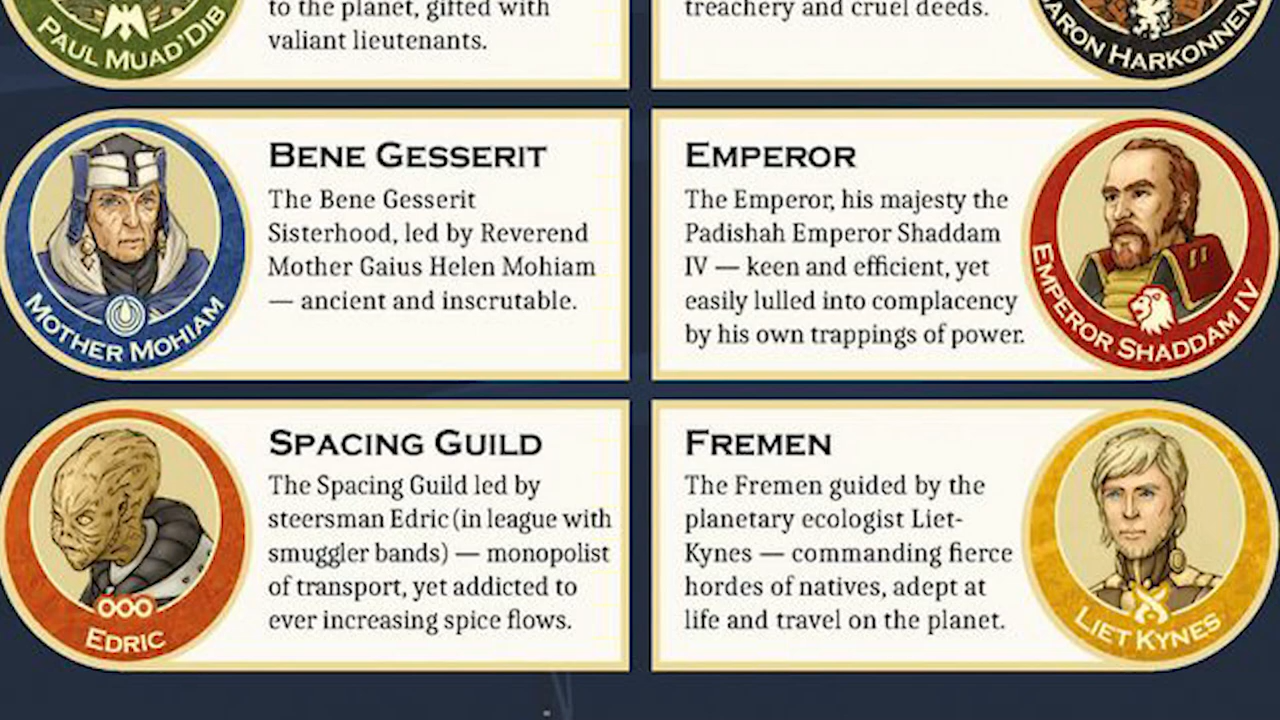 to the planet, gifted with
valiant lieutenants.
PAUL MUAD'DIB
treachery and cruel deeds.
BARON HARKONNEN
BENE GESSERIT
The Bene Gesserit
Sisterhood, led by Reverend
Mother Gaius Helen Mohiam
— ancient and inscrutable.
MOTHER MOHIAM
EMPEROR
The Emperor, his majesty the
Padishah Emperor Shaddam
IV — keen and efficient, yet
easily lulled into complacency
by his own trappings of power.
EMPEROR SHADDAM IV
SPACING GUILD
The Spacing Guild led by
steersman Edric (in league with
smuggler bands) — monopolist
of transport, yet addicted to
ever increasing spice flows.
EDRIC
FREMEN
The Fremen guided by the
planetary ecologist Liet-
Kynes — commanding fierce
hordes of natives, adept at
life and travel on the planet.
LIET KYNES